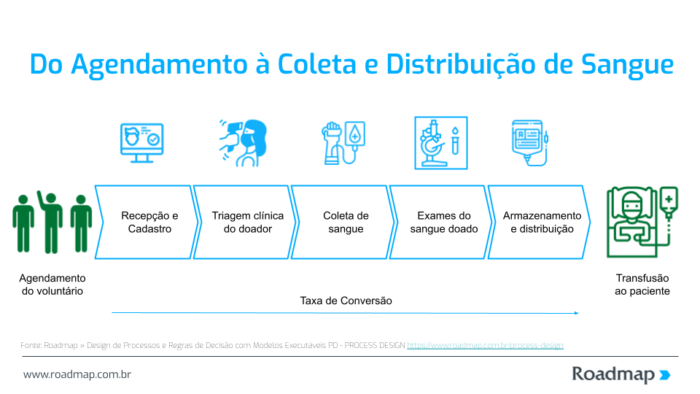 Do Agendamento à Coleta e Distribuição de Sangue
Recepção e
Cadastro
Triagem clínica
do doador
Coleta de
sangue
Exames do
sangue doado
Armazenamento
e distribuição
Agendamento
do voluntário
Transfusão
ao paciente
Taxa de Conversão
Fonte: Roadmap » Design de Processos e Regras de Decisão com Modelos Executáveis PD - PROCESS DESIGN https://www.roadmap.com.br/process-design
www.roadmap.com.br
Roadmap